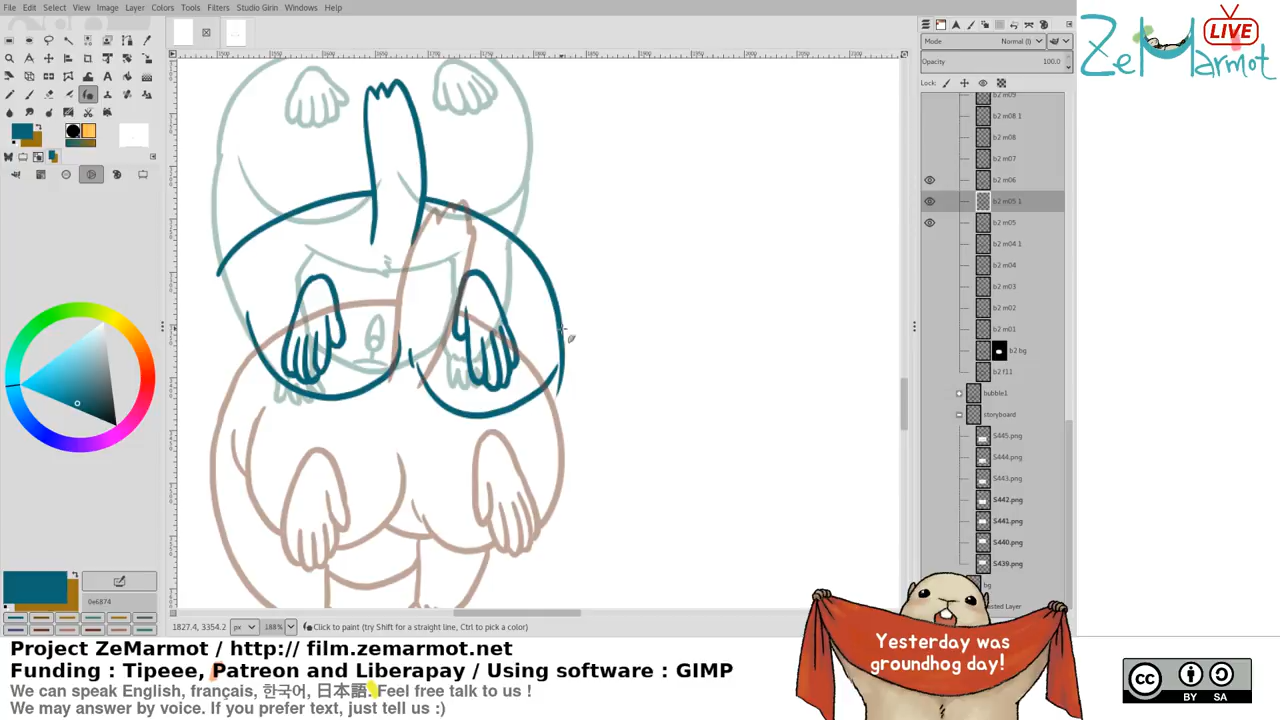 File Edit Select View Image Layer Colors Tools Filters Studio Girin Windows Help
ZeMarmot
LIVE
Mode Normal (l)
Opacity 100.0
Lock:
b2 m09
b2 m08 1
b2 m08
b2 m07
b2 m06
b2 m05 1
b2 m05
b2 m04 1
b2 m04
b2 m03
b2 m02
b2 m01
b2 bg
b2 f11
bubble1
storyboard
S445.png
S444.png
S443.png
S442.png
S441.png
S440.png
S439.png
bg
0e6874
1827.4, 3354.2 px 188% Click to paint (try Shift for a straight line, Ctrl to pick a color)
Yesterday was
groundhog day!
Project ZeMarmot / http:// film.zemarmot.net
Funding : Tipeee, Patreon and Liberapay / Using software : GIMP
We can speak English, français, 한국어, 日本語. Feel free talk to us !
We may answer by voice. If you prefer text, just tell us :)
cc
BY SA